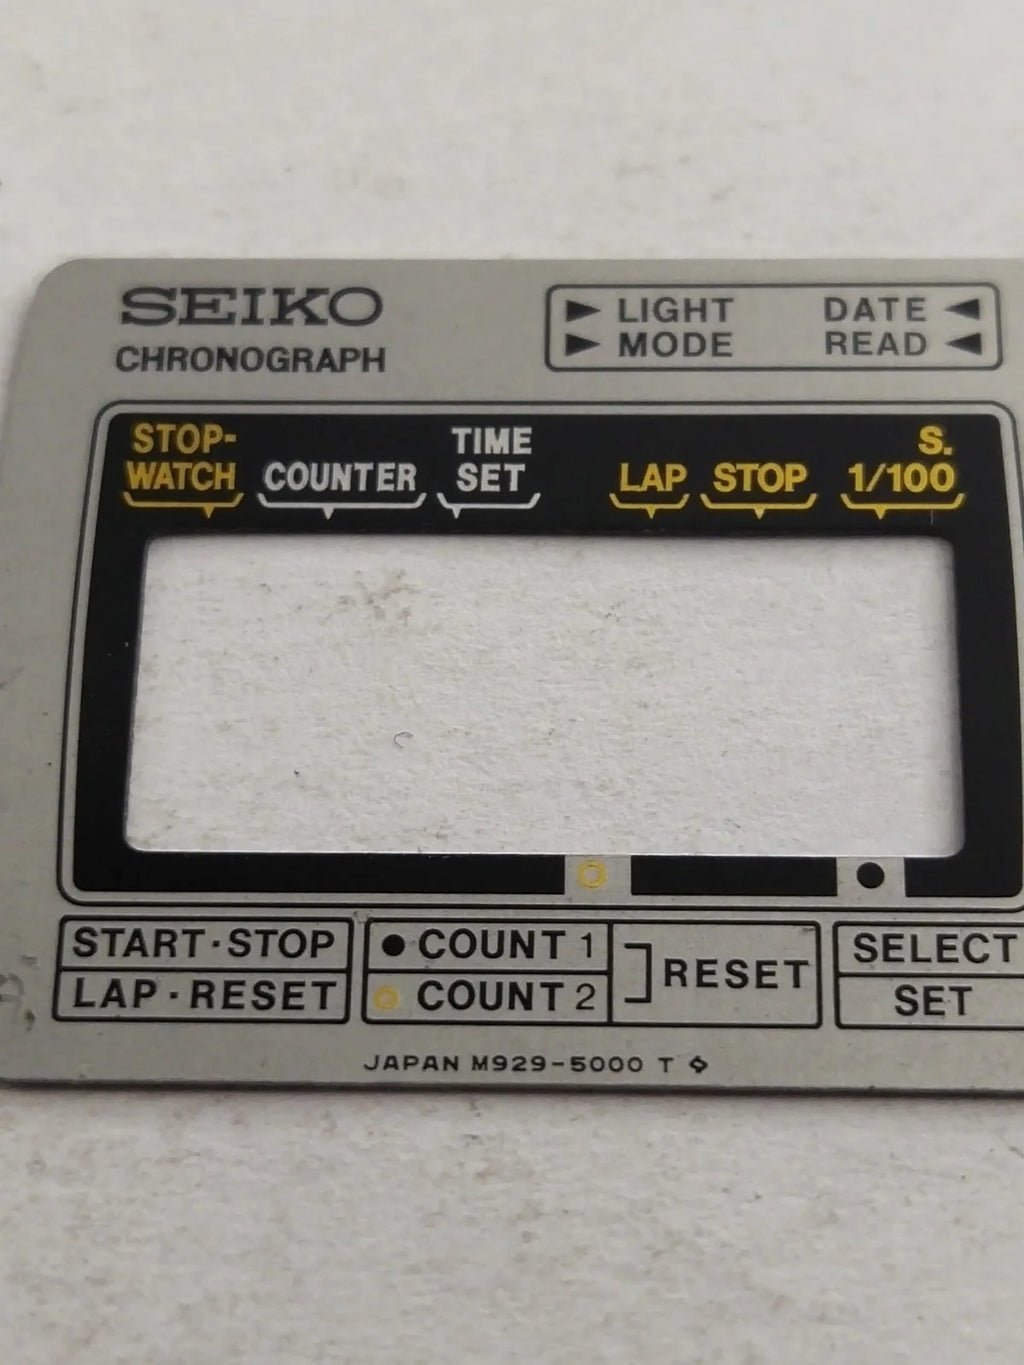 SEIKO
CHRONOGRAPH
LIGHT DATE
MODE READ
STOP-
WATCH
COUNTER
TIME
SET
LAP
STOP
S.
1/100
START·STOP
LAP·RESET
COUNT 1
COUNT 2
RESET
SELECT
SET
JAPAN M929-5000 T